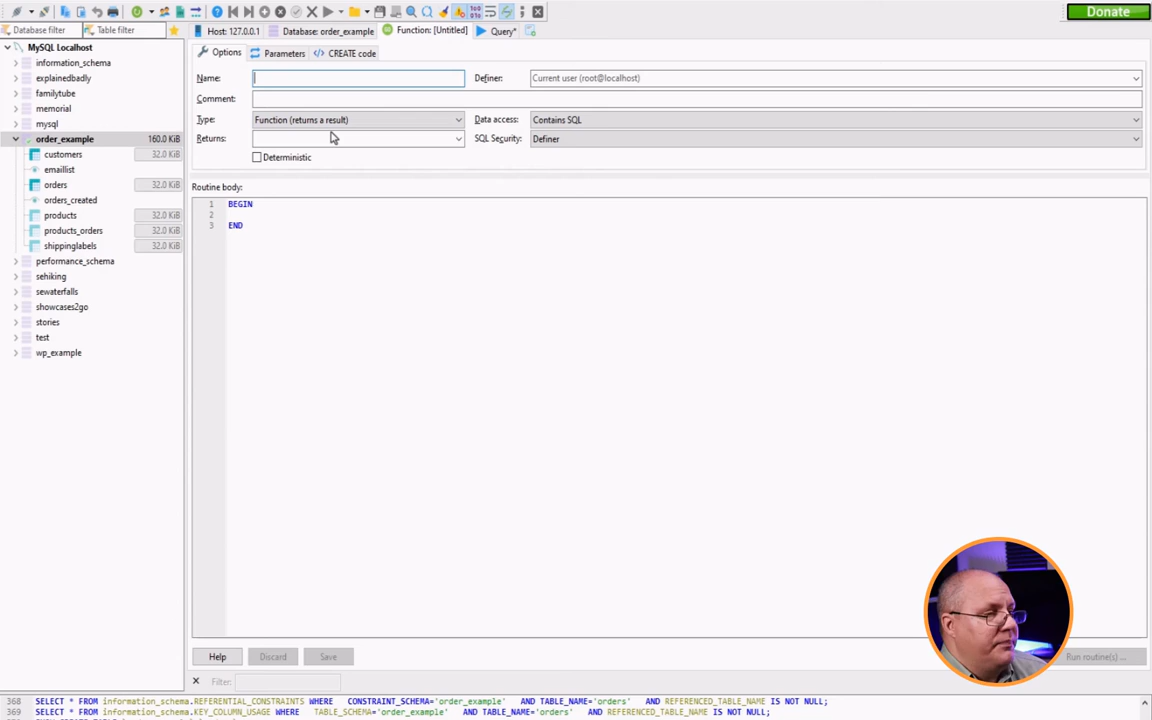 Donate
Database filter
Table filter
Host: 127.0.0.1
Database: order_example
Function: [Untitled]
Query*
MySQL Localhost
information_schema
explainedbadly
familytube
memorial
mysql
order_example 160.0 KiB
customers 32.0 KiB
emaillist
orders 32.0 KiB
orders_created
products 32.0 KiB
products_orders 32.0 KiB
shippinglabels 32.0 KiB
performance_schema
sehiking
sewaterfalls
showcases2go
stories
test
wp_example
Options
Parameters
CREATE code
Name:
Definer: Current user (root@localhost)
Comment:
Type: Function (returns a result)
Data access: Contains SQL
Returns:
SQL Security: Definer
Deterministic
Routine body:
1 BEGIN
2
3 END
Help
Discard
Save
Run routine(s) ...
Filter:
368 SELECT * FROM information_schema.REFERENTIAL_CONSTRAINTS WHERE CONSTRAINT_SCHEMA='order_example' AND TABLE_NAME='orders' AND REFERENCED_TABLE_NAME IS NOT NULL;
369 SELECT * FROM information_schema.KEY_COLUMN_USAGE WHERE TABLE_SCHEMA='order_example' AND TABLE_NAME='orders' AND REFERENCED_TABLE_NAME IS NOT NULL;